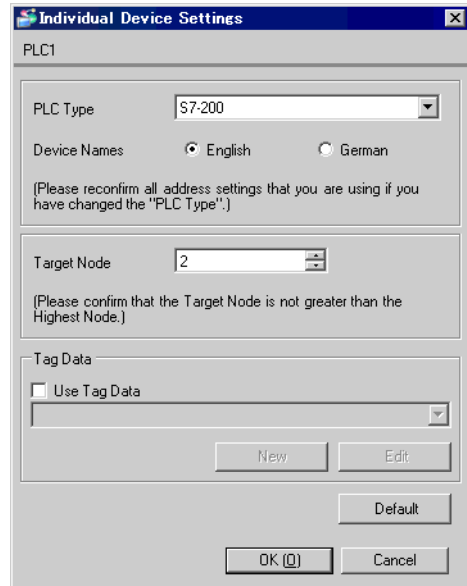 Individual Device Settings
PLC1
PLC Type S7-200
Device Names English German
(Please reconfirm all address settings that you are using if you
have changed the "PLC Type".)
Target Node 2
(Please confirm that the Target Node is not greater than the
Highest Node.)
Tag Data
Use Tag Data
New Edit
Default
OK (O) Cancel